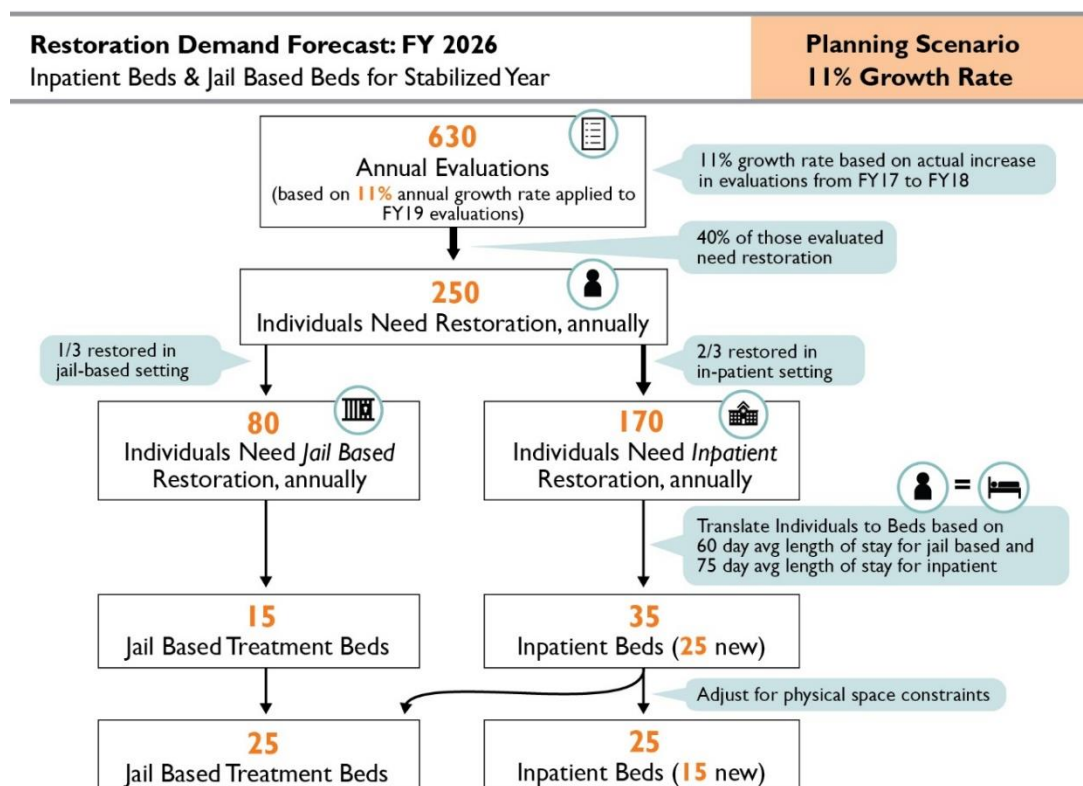 Restoration Demand Forecast: FY 2026
Inpatient Beds & Jail Based Beds for Stabilized Year
Planning Scenario
11% Growth Rate
630
Annual Evaluations
(based on 11% annual growth rate applied to
FY19 evaluations)
11% growth rate based on actual increase
in evaluations from FY17 to FY18
40% of those evaluated
need restoration
250
Individuals Need Restoration, annually
1/3 restored in
jail-based setting
2/3 restored in
in-patient setting
80
Individuals Need Jail Based
Restoration, annually
170
Individuals Need Inpatient
Restoration, annually
=
Translate Individuals to Beds based on
60 day avg length of stay for jail based and
75 day avg length of stay for inpatient
15
Jail Based Treatment Beds
35
Inpatient Beds (25 new)
Adjust for physical space constraints
25
Jail Based Treatment Beds
25
Inpatient Beds (15 new)